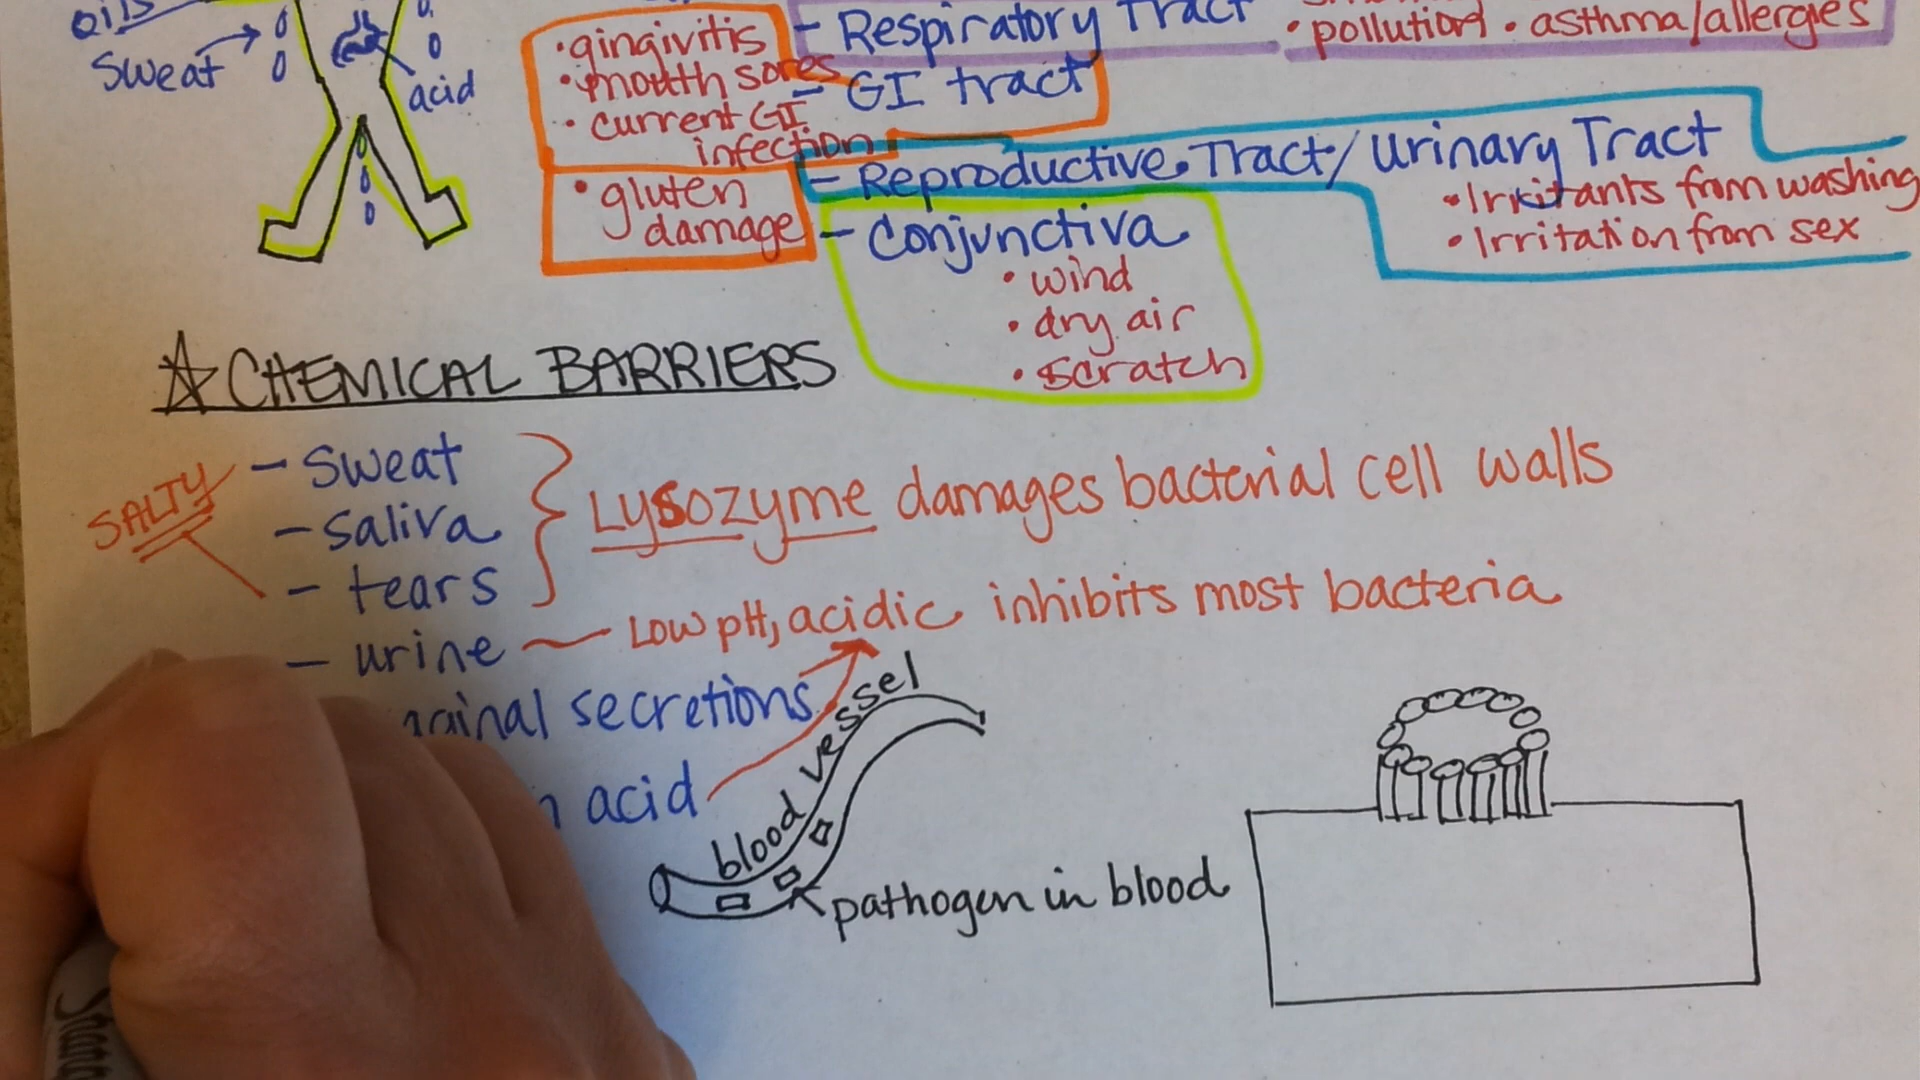 oils
Sweat
acid
• gingivitis
• mouth sores
• current GI
infection
• gluten
damage
– Respiratory Tract
• pollution • asthma/allergies
– GI tract
– Reproductive Tract/Urinary Tract
• Irritants from washing
• Irritation from sex
– Conjunctiva
• wind
• dry air
• scratch
☆ CHEMICAL BARRIERS
SALTY
– sweat
– saliva
– tears
} Lysozyme damages bacterial cell walls
– urine – Low pH, acidic inhibits most bacteria
ginal secretions
acid
blood vessel
pathogen in blood